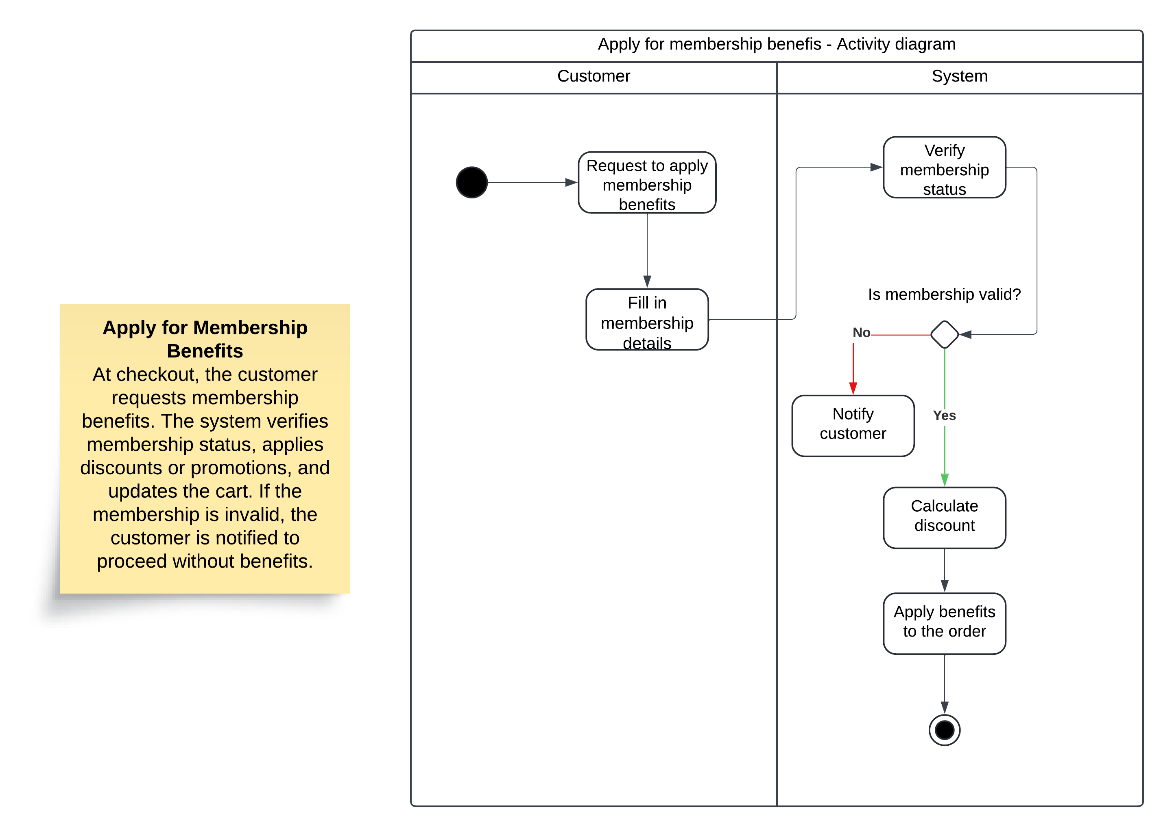 Apply for membership benefis - Activity diagram
Customer
System
Request to apply
membership
benefits
Fill in
membership
details
Verify
membership
status
Is membership valid?
No
Yes
Notify
customer
Calculate
discount
Apply benefits
to the order
Apply for Membership
Benefits
At checkout, the customer
requests membership
benefits. The system verifies
membership status, applies
discounts or promotions, and
updates the cart. If the
membership is invalid, the
customer is notified to
proceed without benefits.